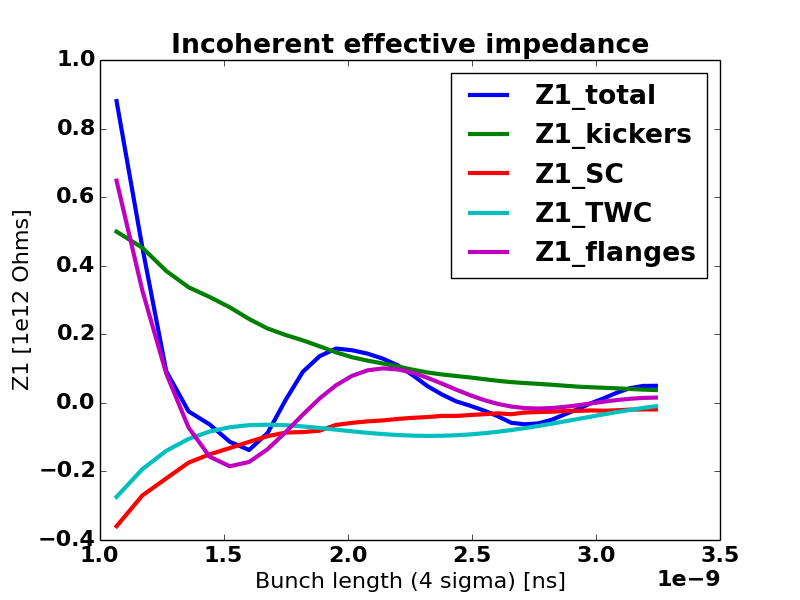 Incoherent effective impedance
Z1_total
Z1_kickers
Z1_SC
Z1_TWC
Z1_flanges
Z1 [1e12 Ohms]
1.0
0.8
0.6
0.4
0.2
0.0
−0.2
−0.4
1.0 1.5 2.0 2.5 3.0 3.5
Bunch length (4 sigma) [ns]
1e−9